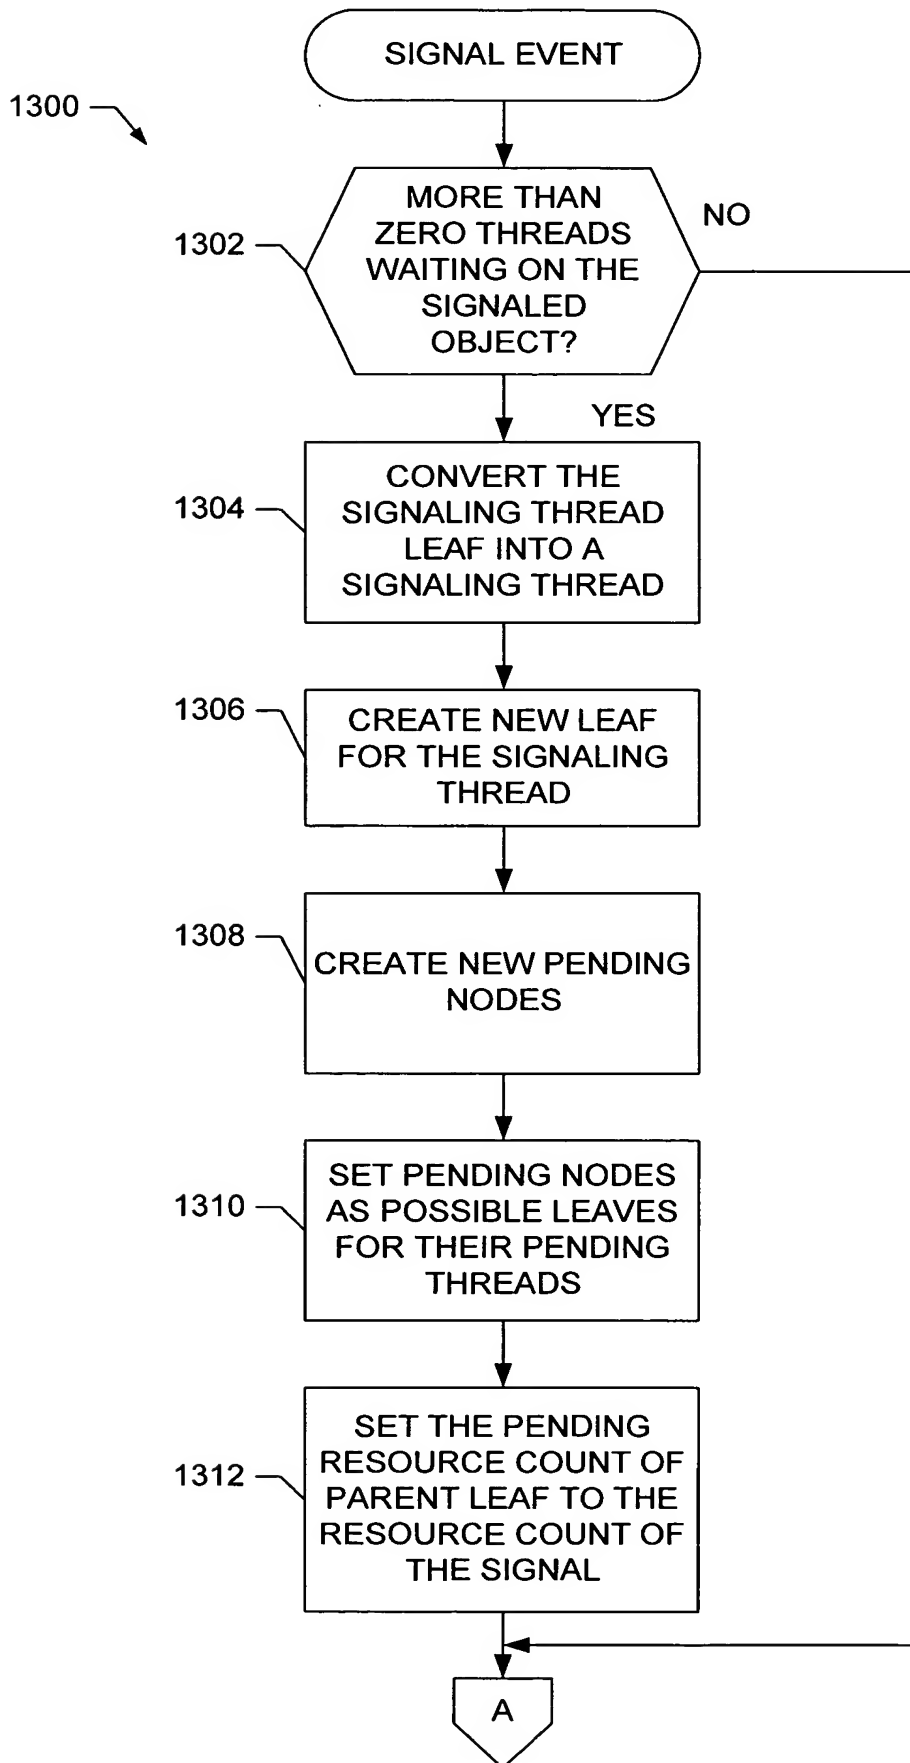 SIGNAL EVENT
1300
MORE THAN
ZERO THREADS
WAITING ON THE
SIGNALED
OBJECT?
1302
NO
YES
CONVERT THE
SIGNALING THREAD
LEAF INTO A
SIGNALING THREAD
1304
CREATE NEW LEAF
FOR THE SIGNALING
THREAD
1306
CREATE NEW PENDING
NODES
1308
SET PENDING NODES
AS POSSIBLE LEAVES
FOR THEIR PENDING
THREADS
1310
SET THE PENDING
RESOURCE COUNT OF
PARENT LEAF TO THE
RESOURCE COUNT OF
THE SIGNAL
1312
A